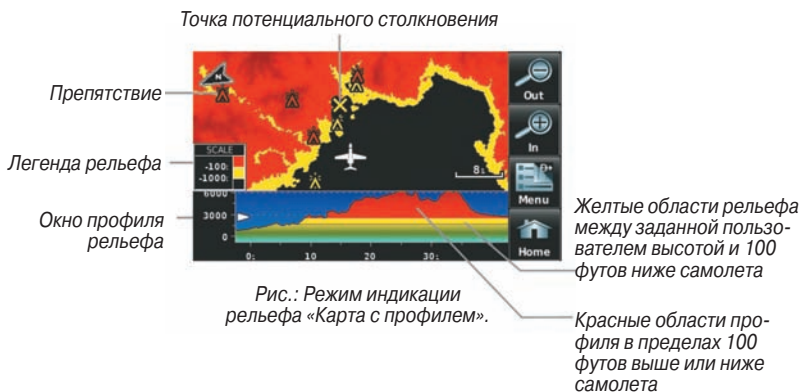 Точка потенциального столкновения
Препятствие
Легенда рельефа
Окно профиля
рельефа
Out
In
Menu
Home
SCALE
-100:
-1000:
8:
6000
3000
0
0: 10 20 30:
Желтые области рельефа
между заданной пользо-
вателем высотой и 100
футов ниже самолета
Красные области про-
филя в пределах 100
футов выше или ниже
самолета
Рис.: Режим индикации
рельефа «Карта с профилем».